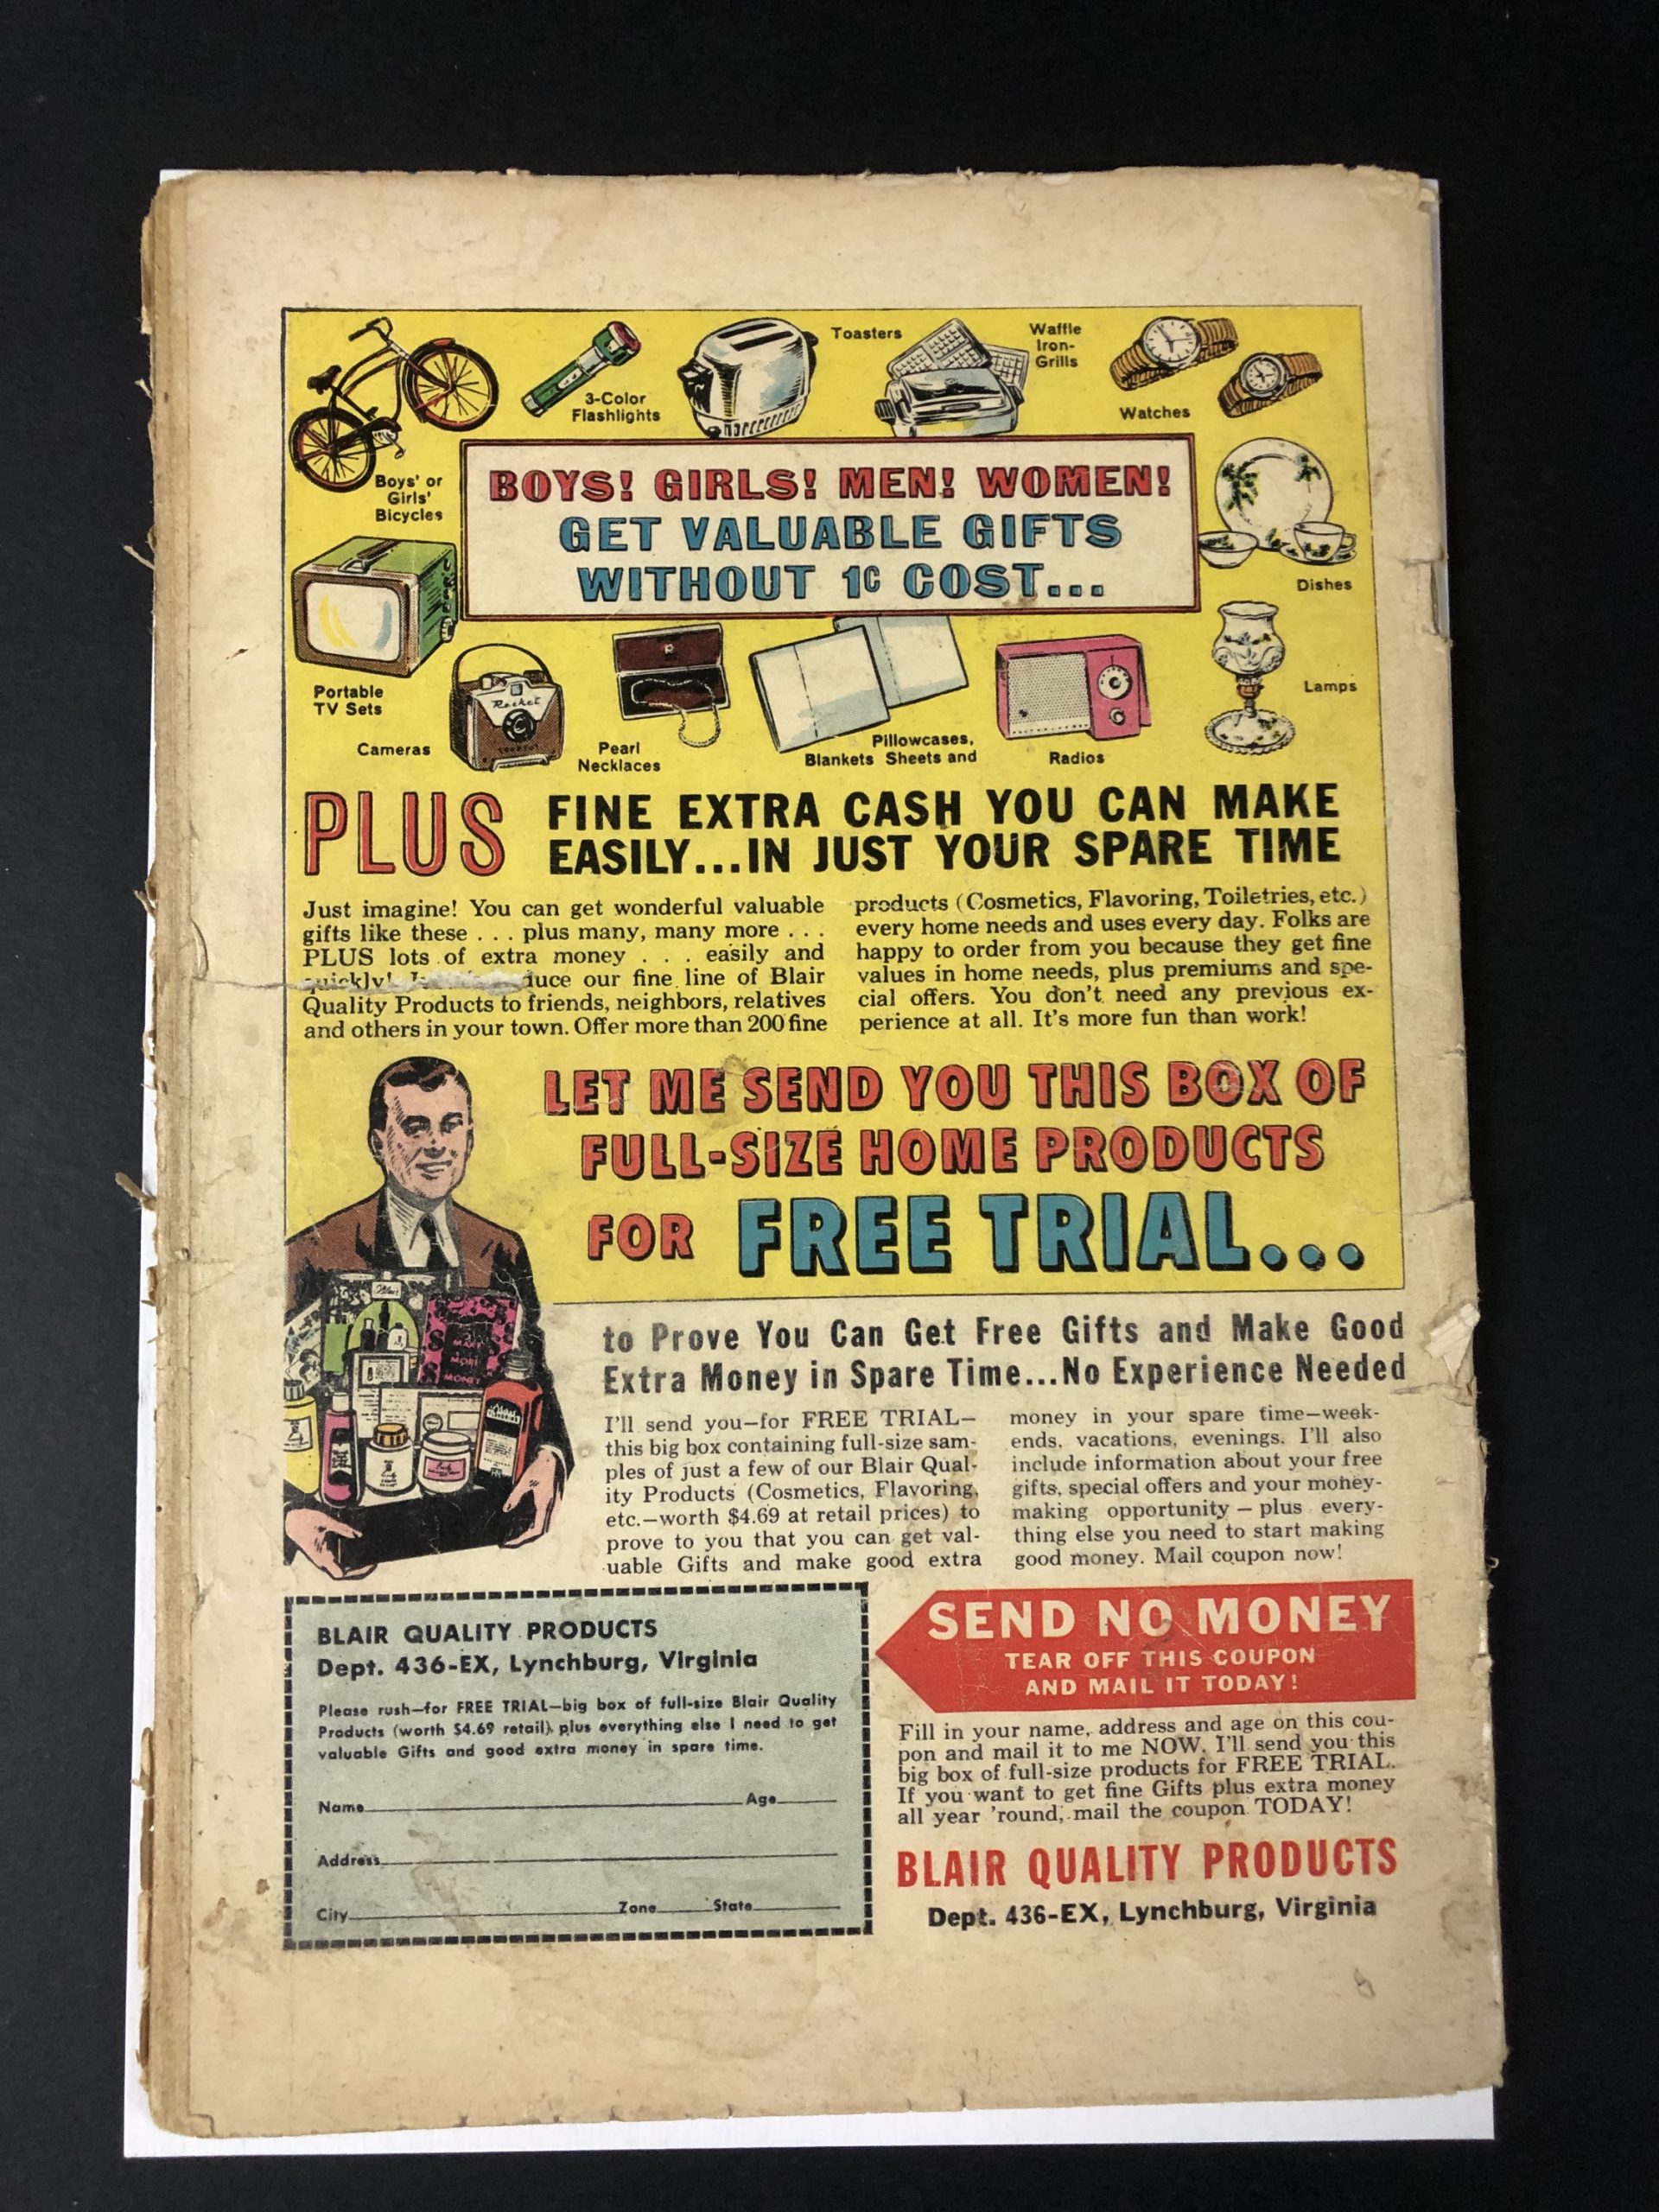 Toasters
Waffle
Iron-
Grills
3-Color
Flashlights
Watches
Boys' or
Girls'
Bicycles
BOYS! GIRLS! MEN! WOMEN!
GET VALUABLE GIFTS
WITHOUT 1¢ COST...
Dishes
Portable
TV Sets
Rocket
Cameras
Pearl
Necklaces
Pillowcases,
Blankets Sheets and
Radios
Lamps
PLUS
FINE EXTRA CASH YOU CAN MAKE
EASILY...IN JUST YOUR SPARE TIME
Just imagine! You can get wonderful valuable
gifts like these . . . plus many, many more . . .
PLUS lots of extra money . . . easily and
quickly! duce our fine line of Blair
Quality Products to friends, neighbors, relatives
and others in your town. Offer more than 200 fine
products (Cosmetics, Flavoring, Toiletries, etc.)
every home needs and uses every day. Folks are
happy to order from you because they get fine
values in home needs, plus premiums and spe-
cial offers. You don't need any previous ex-
perience at all. It's more fun than work!
LET ME SEND YOU THIS BOX OF
FULL-SIZE HOME PRODUCTS
FOR FREE TRIAL...
Blair
MAKE
MORE
MONEY
to Prove You Can Get Free Gifts and Make Good
Extra Money in Spare Time...No Experience Needed
I'll send you—for FREE TRIAL—
this big box containing full-size sam-
ples of just a few of our Blair Qual-
ity Products (Cosmetics, Flavoring,
etc.—worth $4.69 at retail prices) to
prove to you that you can get val-
uable Gifts and make good extra
money in your spare time—week-
ends, vacations, evenings. I'll also
include information about your free
gifts, special offers and your money-
making opportunity — plus every-
thing else you need to start making
good money. Mail coupon now!
BLAIR QUALITY PRODUCTS
Dept. 436-EX, Lynchburg, Virginia
Please rush—for FREE TRIAL—big box of full-size Blair Quality
Products (worth $4.69 retail), plus everything else I need to get
valuable Gifts and good extra money in spare time.
Name Age
Address
City Zone State
SEND NO MONEY
TEAR OFF THIS COUPON
AND MAIL IT TODAY!
Fill in your name, address and age on this cou-
pon and mail it to me NOW. I'll send you this
big box of full-size products for FREE TRIAL.
If you want to get fine Gifts plus extra money
all year 'round, mail the coupon TODAY!
BLAIR QUALITY PRODUCTS
Dept. 436-EX, Lynchburg, Virginia